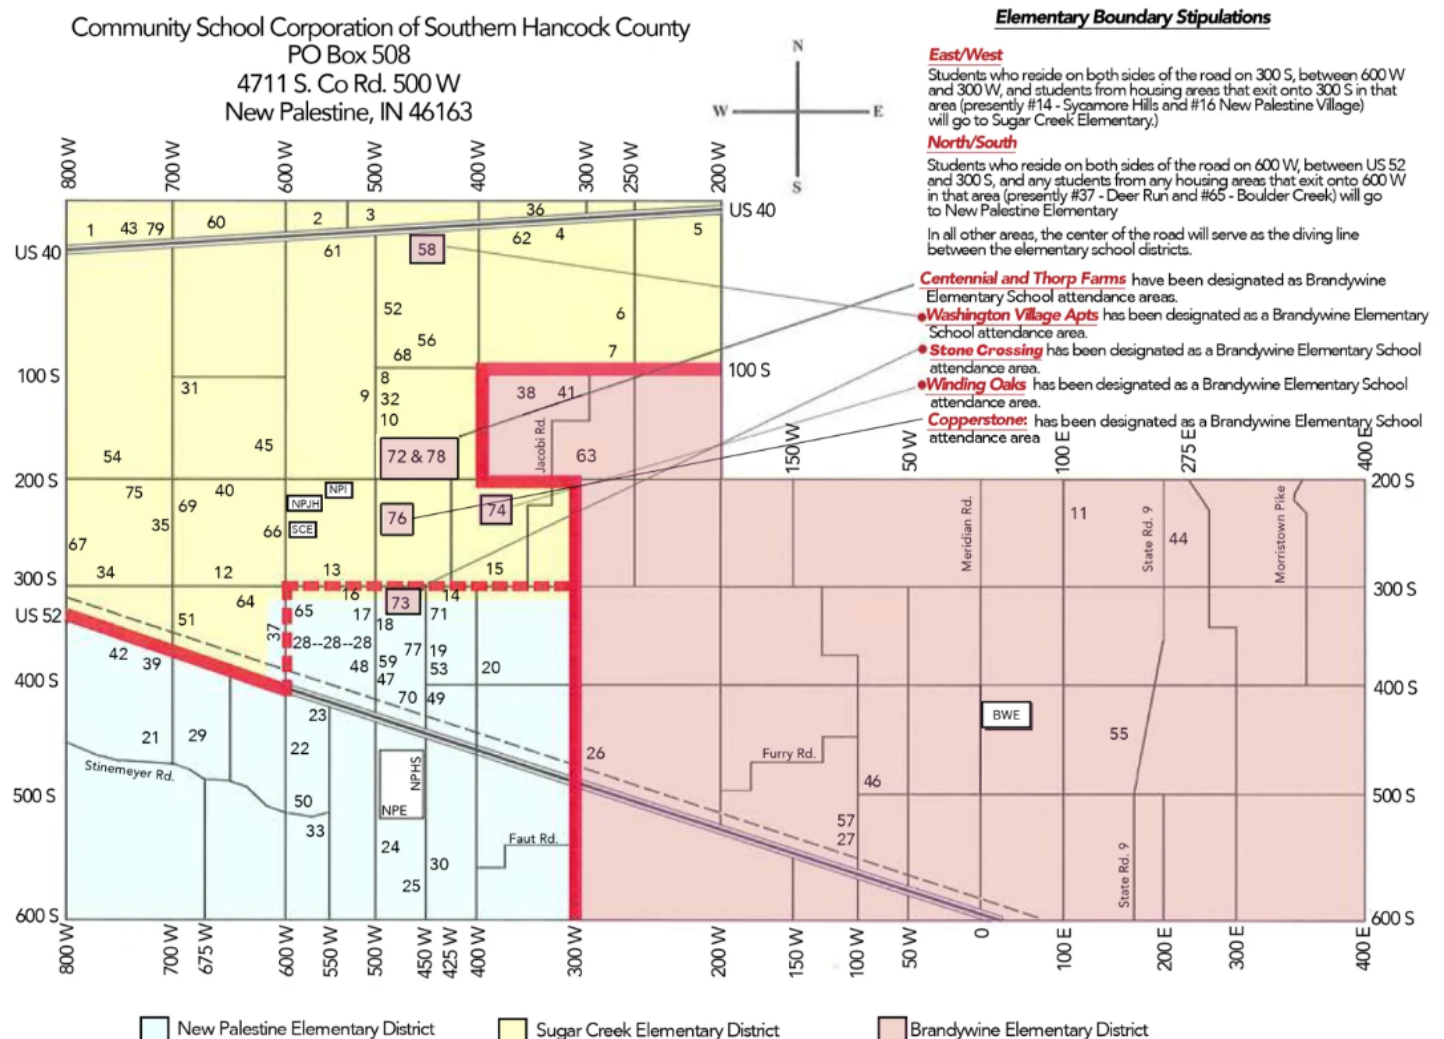 Community School Corporation of Southern Hancock County
PO Box 508
4711 S. Co Rd. 500 W
New Palestine, IN 46163
N
W E
S
Elementary Boundary Stipulations
East/West
Students who reside on both sides of the road on 300 S, between 600 W
and 300 W, and students from housing areas that exit onto 300 S in that
area (presently #14 - Sycamore Hills and #16 New Palestine Village)
will go to Sugar Creek Elementary.)
North/South
Students who reside on both sides of the road on 600 W, between US 52
and 300 S, and any students from any housing areas that exit onto 600 W
in that area (presently #37 - Deer Run and #65 - Boulder Creek) will go
to New Palestine Elementary
In all other areas, the center of the road will serve as the diving line
between the elementary school districts.
Centennial and Thorp Farms have been designated as Brandywine
Elementary School attendance areas.
Washington Village Apts has been designated as a Brandywine Elementary
School attendance area.
Stone Crossing has been designated as a Brandywine Elementary School
attendance area.
Winding Oaks has been designated as a Brandywine Elementary School
attendance area.
Copperstone: has been designated as a Brandywine Elementary School
attendance area
800 W 700 W 600 W 500 W 400 W 300 W 250 W 200 W
US 40
1 43 79 60 2 3 36 5
US 40 61 58 62 4
52 6
56
68 7
100 S 100 S
31 9 8 38 41
32
10
Jacobi Rd.
45
54 72 & 78 63
150 W 50 W 100 E 275 E 400 E
200 S 200 S
75 69 40 NPI
NPJH
35 66 SCE 76 74
Meridian Rd. 11 State Rd. 9 44 Morristown Pike
67
34 12 13 15
300 S 300 S
64 16 73 14
US 52 51 37 65 17 18 71
28--28--28 77 19
42 39 48 59 53 20
47
400 S 400 S
70 49
23 BWE
21 29 22 55
Stinemeyer Rd. NPHS 26 Furry Rd.
46
500 S 500 S
50 NPE
33 57
24 Faut Rd. 27
30
25 State Rd. 9
600 S 600 S
800 W 700 W 675 W 600 W 500 W 450 W 425 W 400 W 300 W 200 W 150 W 100 W 50 W 0 100 E 200 E 300 E 400 E
New Palestine Elementary District Sugar Creek Elementary District Brandywine Elementary District